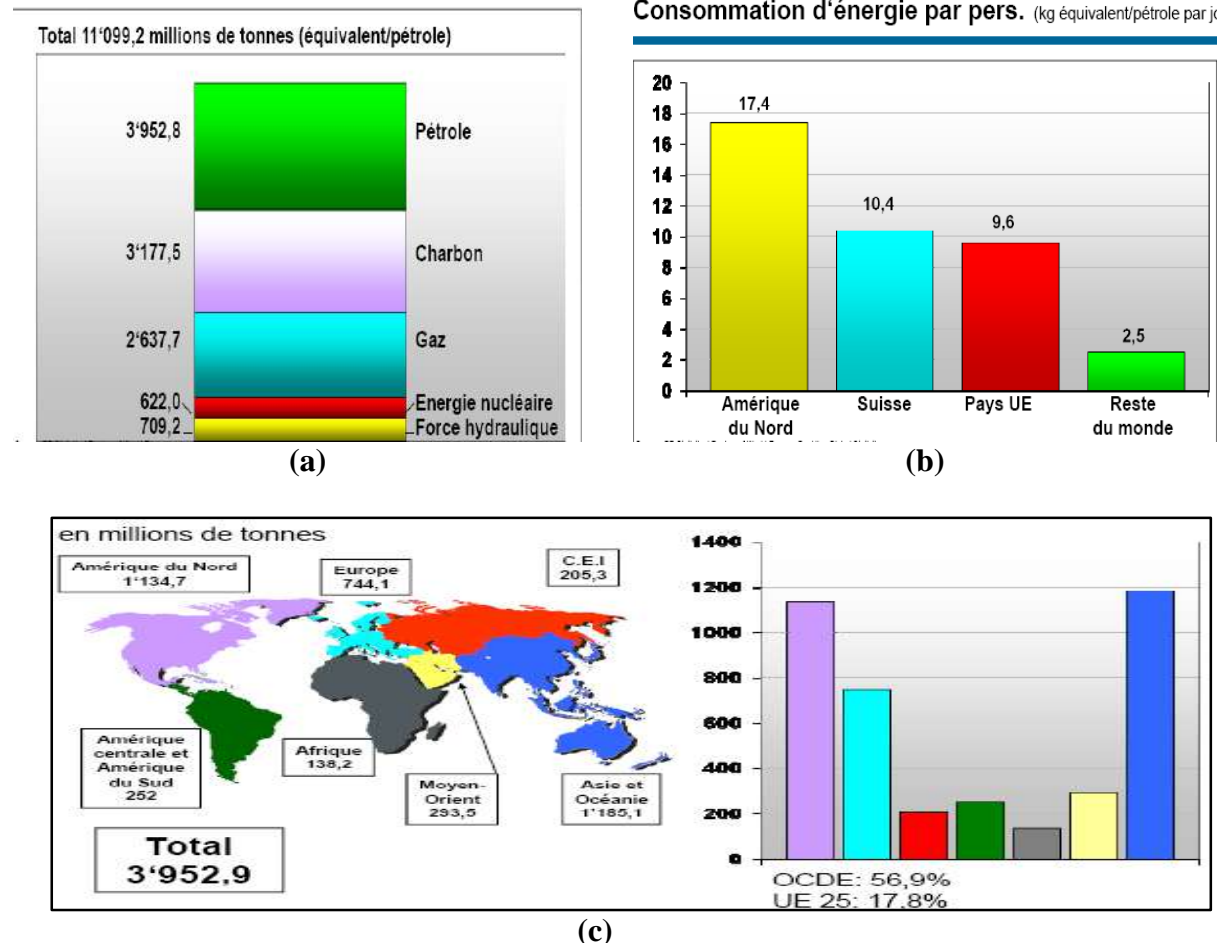 Total 11‘099,2 millions de tonnes (équivalent/pétrole)
3‘952,8
Pétrole
3‘177,5
Charbon
2‘637,7
Gaz
622,0
Energie nucléaire
709,2
Force hydraulique
(a)
Consommation d‘énergie par pers. (kg équivalent/pétrole par
20
18
16
14
12
10
8
6
4
2
0
17,4
10,4
9,6
2,5
Amérique
du Nord
Suisse
Pays UE
Reste
du monde
(b)
en millions de tonnes
Amérique du Nord
1‘134,7
Europe
744,1
C.E.I
205,3
Amérique
centrale et
Amérique
du Sud
252
Afrique
138,2
Moyen-
Orient
293,5
Asie et
Océanie
1‘185,1
Total
3‘952,9
1400
1200
1000
800
600
400
200
0
OCDE: 56,9%
UE 25: 17,8%
(c)